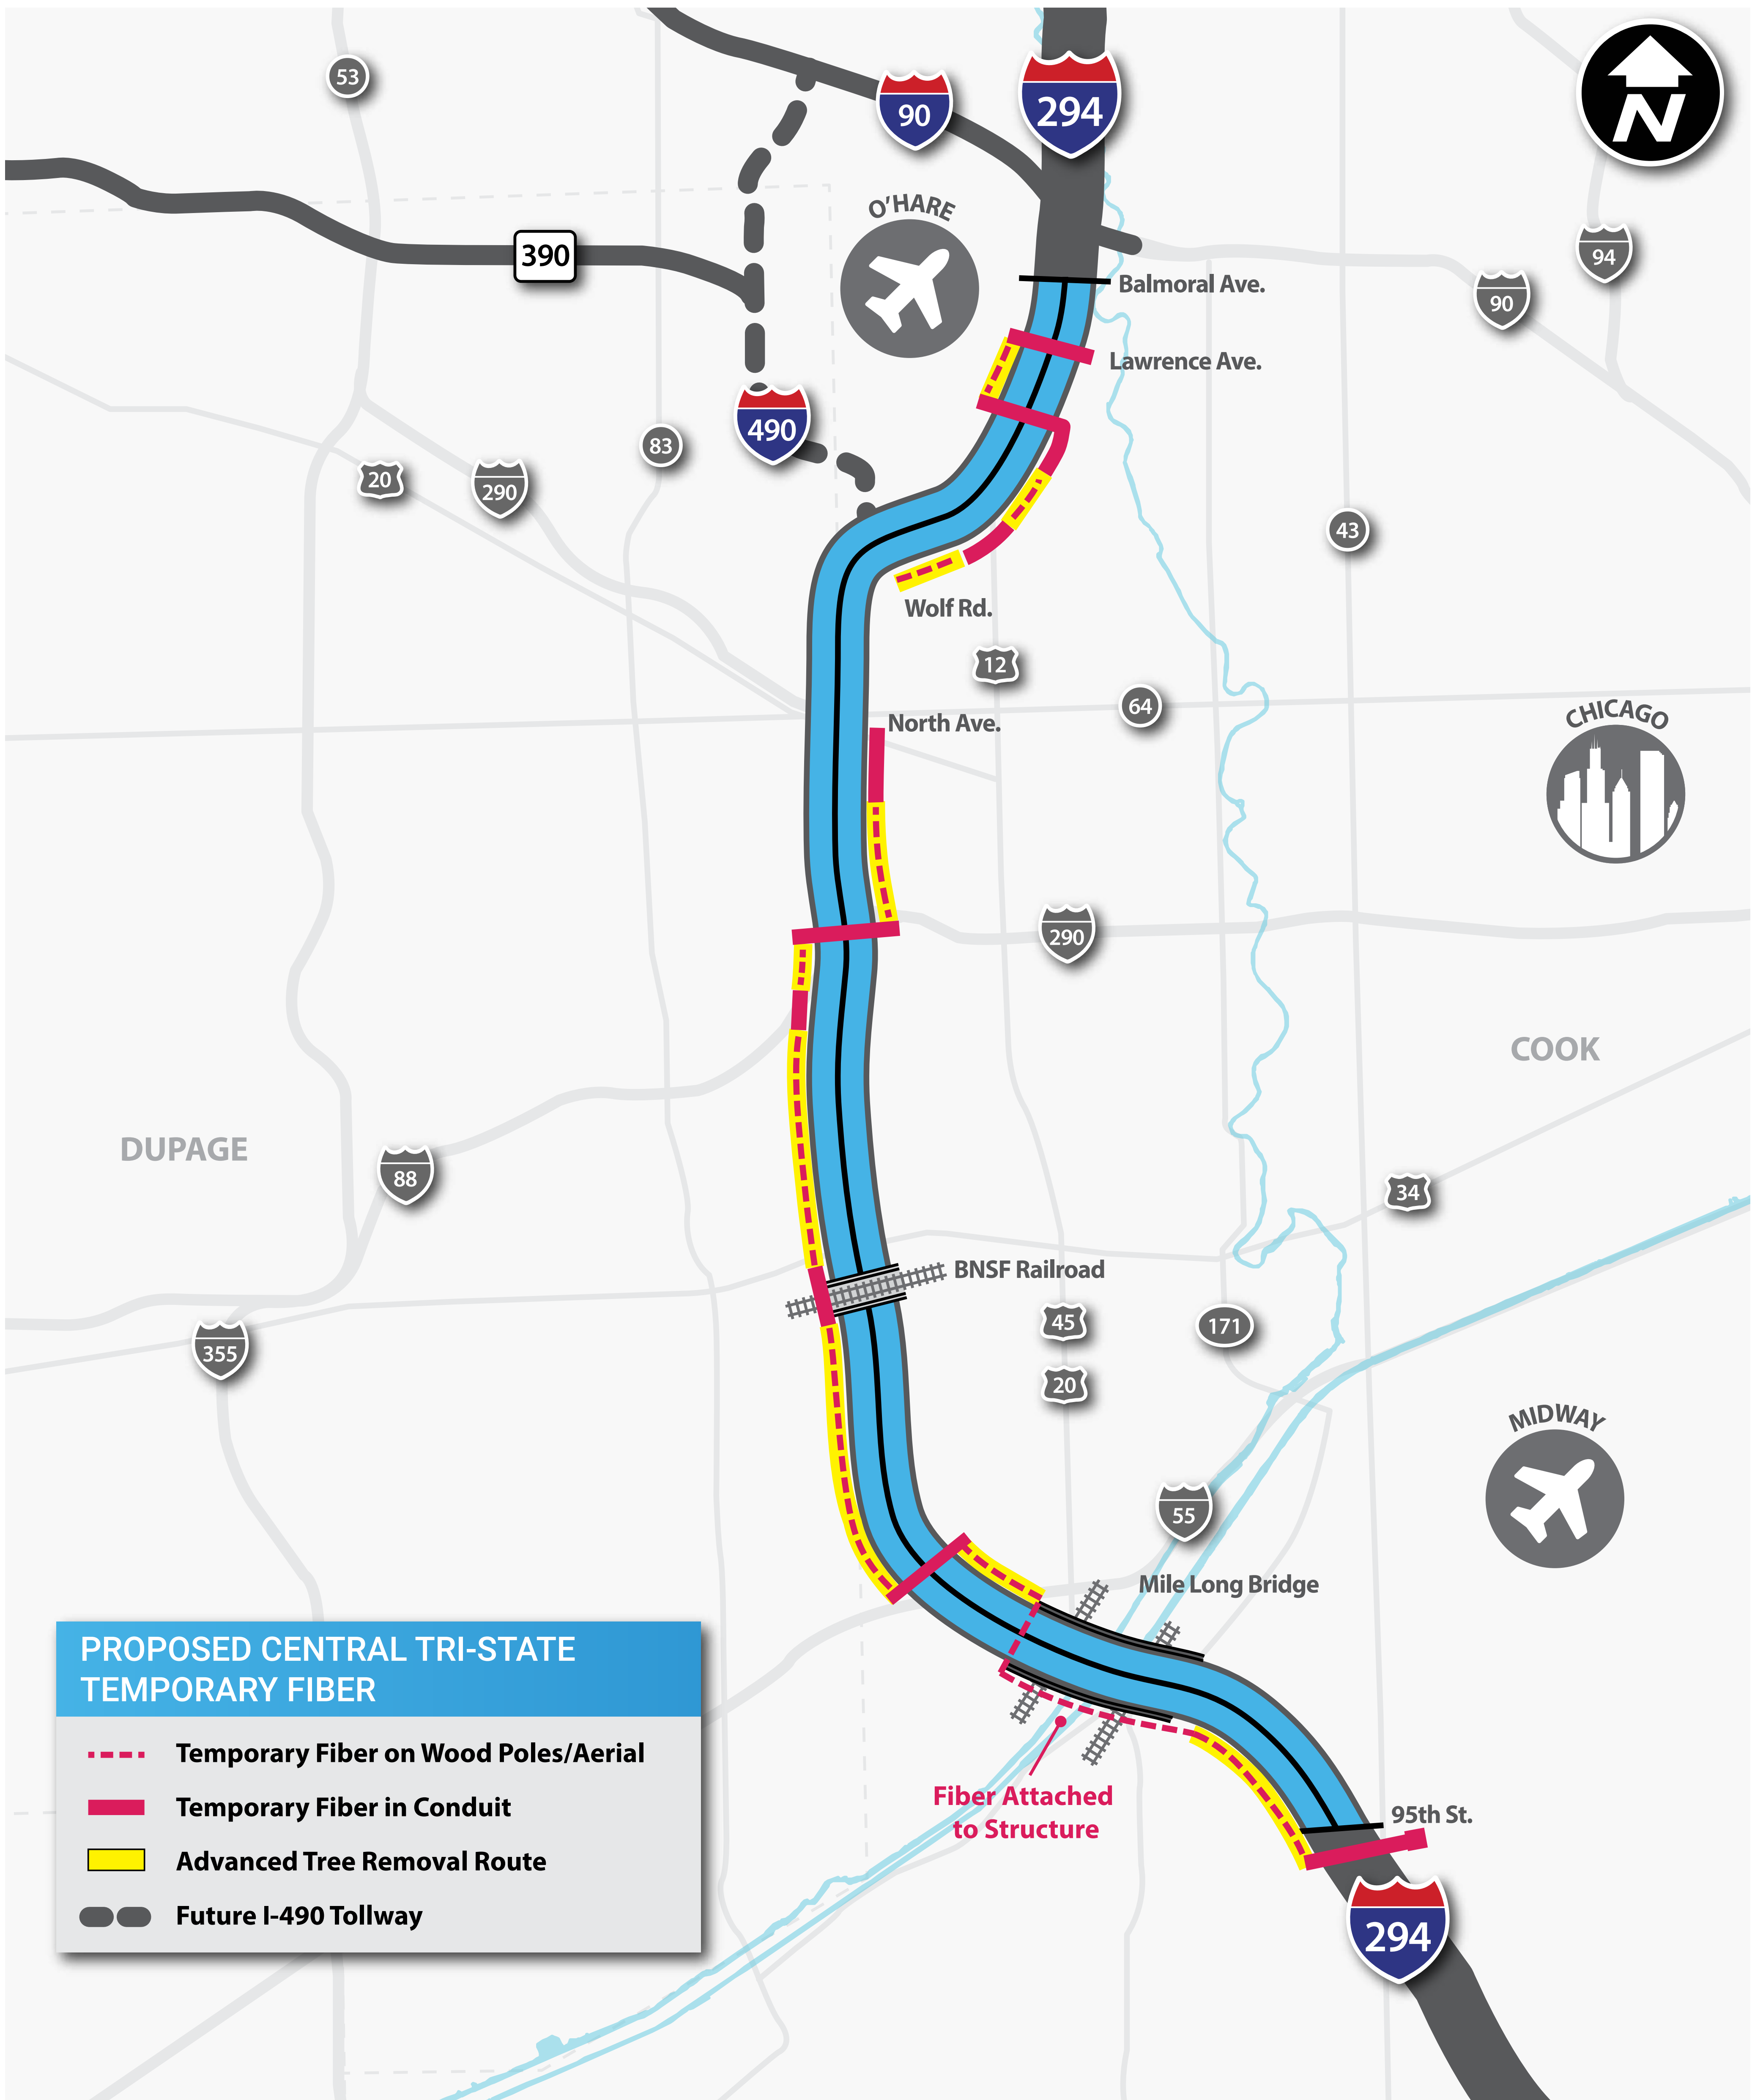 53
90
294
N
O'HARE
390
94
90
Balmoral Ave.
Lawrence Ave.
490
83
20
290
43
Wolf Rd.
12
64
North Ave.
CHICAGO
290
COOK
DUPAGE
88
34
BNSF Railroad
45
171
355
20
MIDWAY
55
Mile Long Bridge
PROPOSED CENTRAL TRI-STATE
TEMPORARY FIBER
Temporary Fiber on Wood Poles/Aerial
Temporary Fiber in Conduit
Advanced Tree Removal Route
Future I-490 Tollway
Fiber Attached
to Structure
95th St.
294